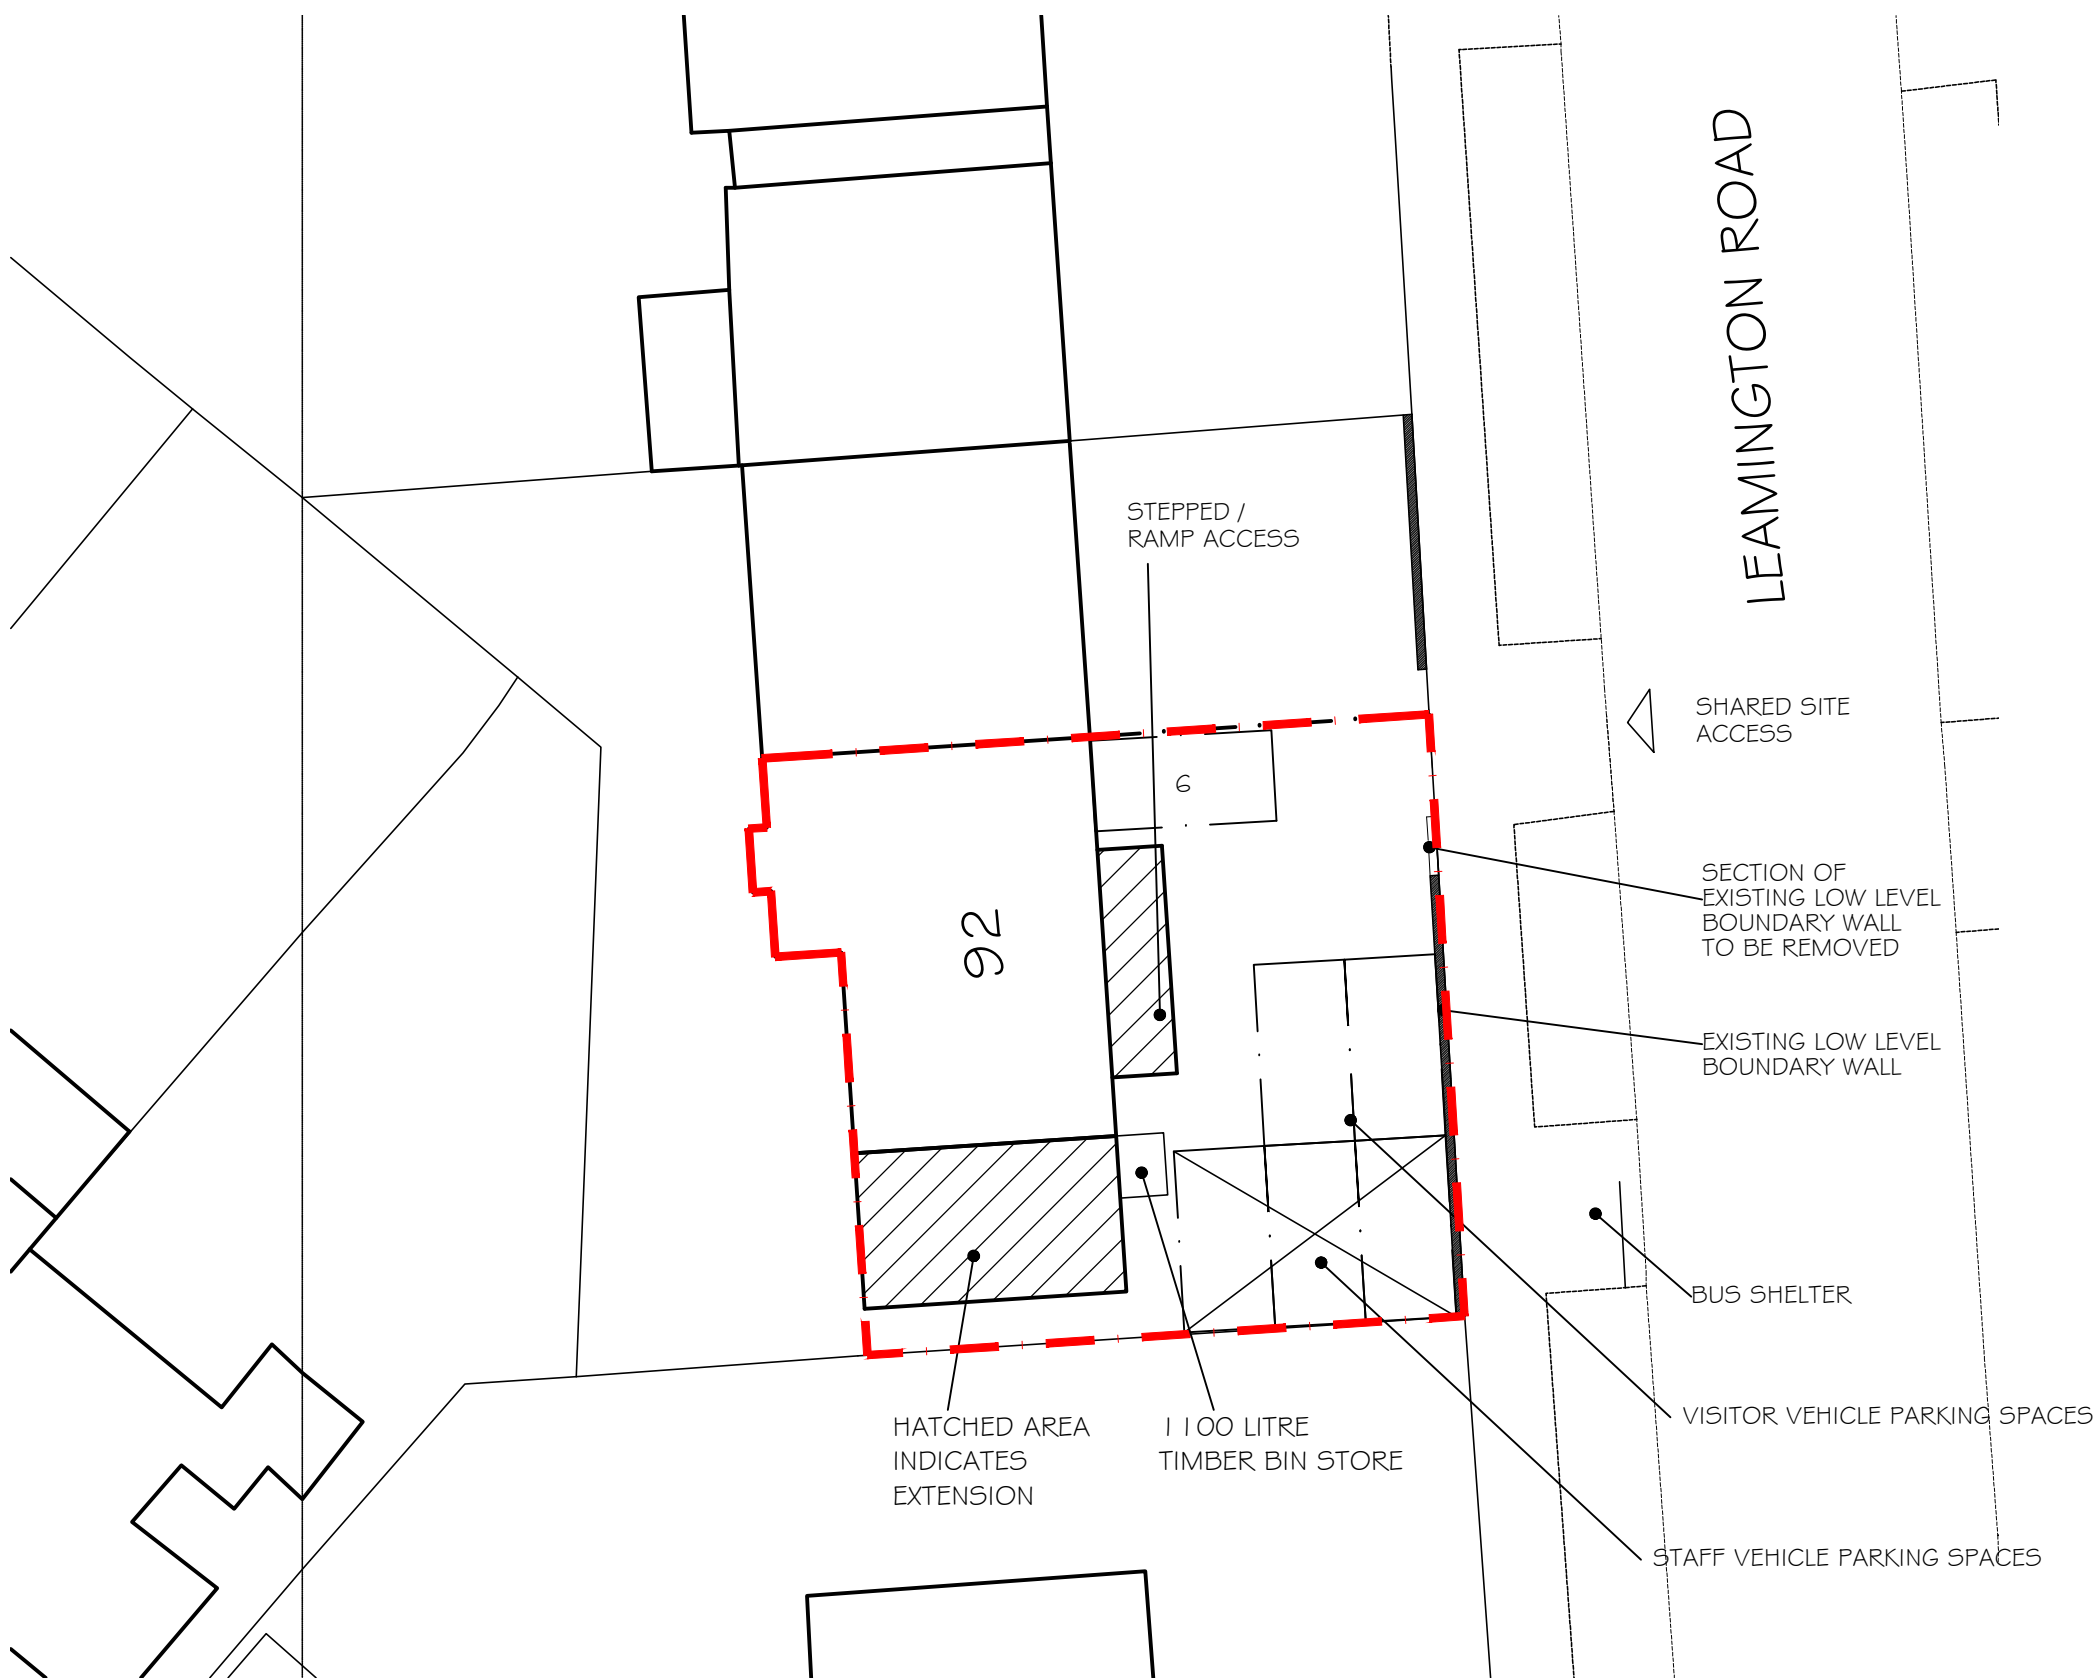 LEAMINGTON ROAD
STEPPED /
RAMP ACCESS
SHARED SITE
ACCESS
6
SECTION OF
EXISTING LOW LEVEL
BOUNDARY WALL
TO BE REMOVED
92
EXISTING LOW LEVEL
BOUNDARY WALL
BUS SHELTER
VISITOR VEHICLE PARKING SPACES
HATCHED AREA
INDICATES
EXTENSION
1100 LITRE
TIMBER BIN STORE
STAFF VEHICLE PARKING SPACES